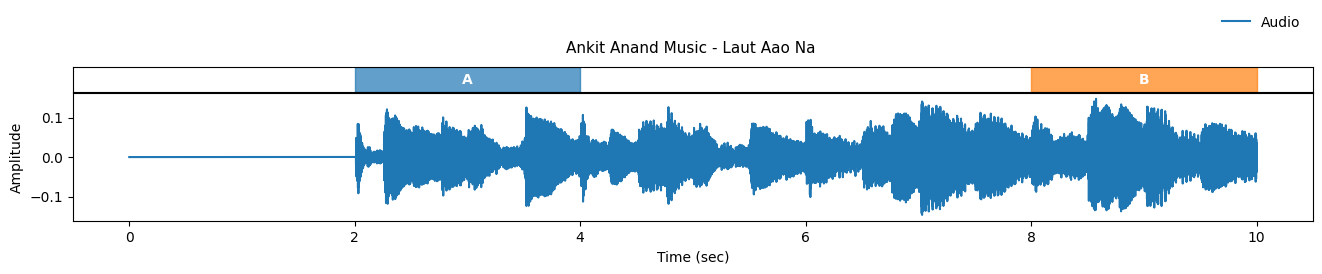 Audio
Ankit Anand Music - Laut Aao Na
A B
0.1
0.0
−0.1
Amplitude
0 2 4 6 8 10
Time (sec)